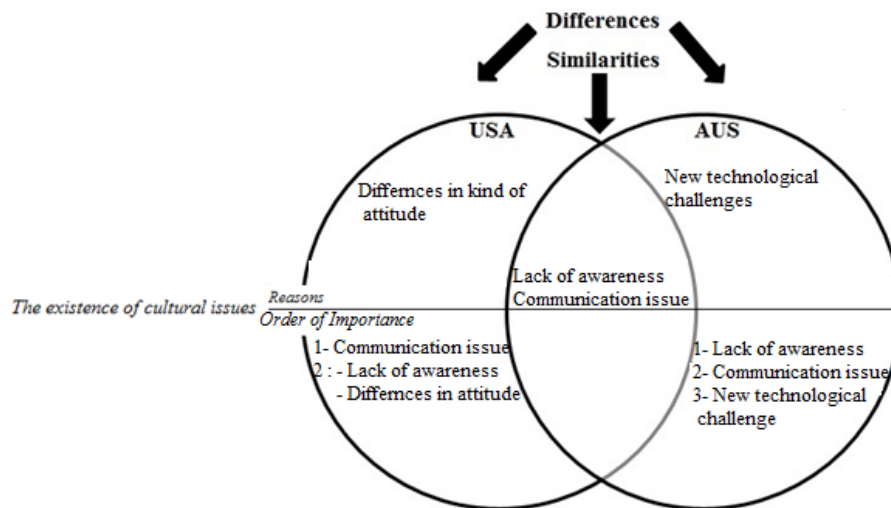 Differences
Similarities
USA
AUS
Differnces in kind of
attitude
New technological
challenges
Lack of awareness
Communication issue
The existence of cultural issues
Reasons
Order of Importance
1- Communication issue
2 : - Lack of awareness
- Differnces in attitude
1- Lack of awareness
2- Communication issue
3- New technological
challenge